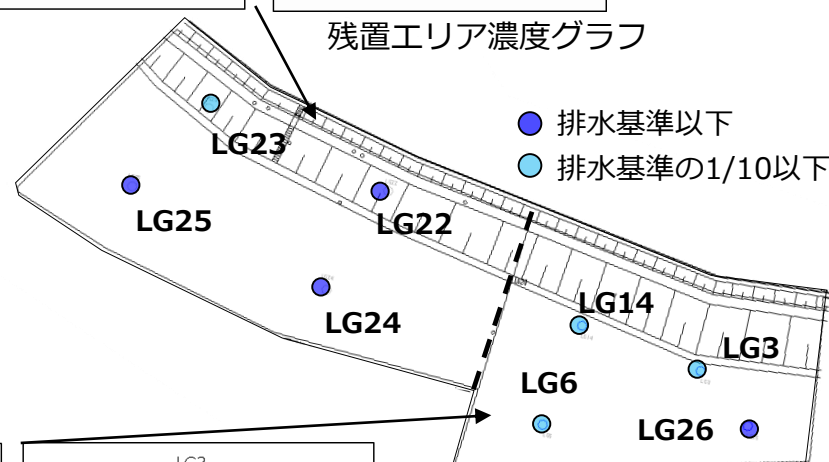 残置エリア濃度グラフ
排水基準以下
排水基準の1/10以下
LG23
LG25
LG22
LG24
LG14
LG3
LG6
LG26